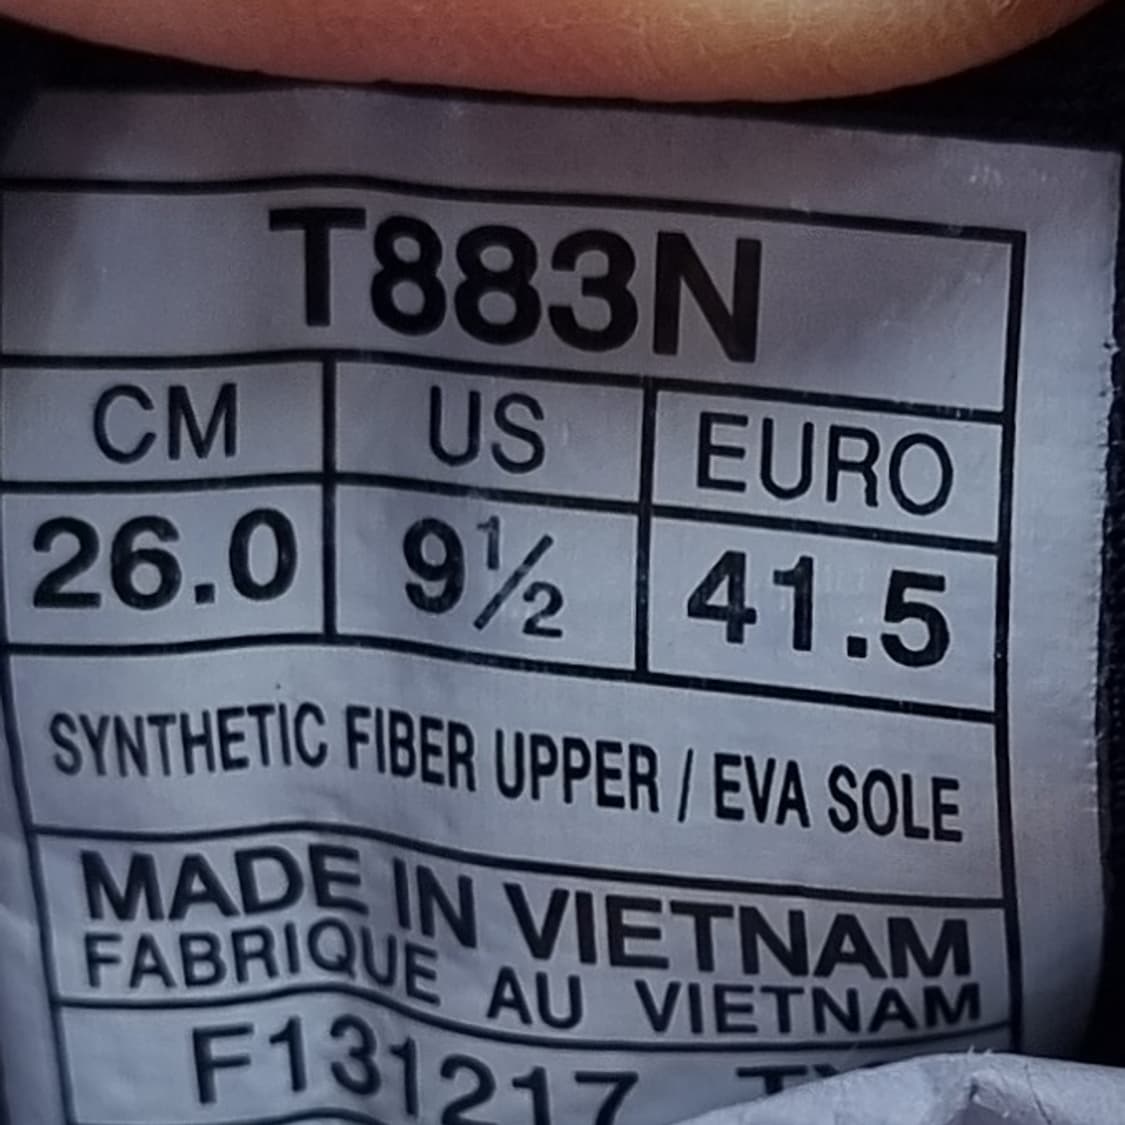 T883N
CM US EURO
26.0 9½ 41.5
SYNTHETIC FIBER UPPER / EVA SOLE
MADE IN VIETNAM
FABRIQUE AU VIETNAM
F131217